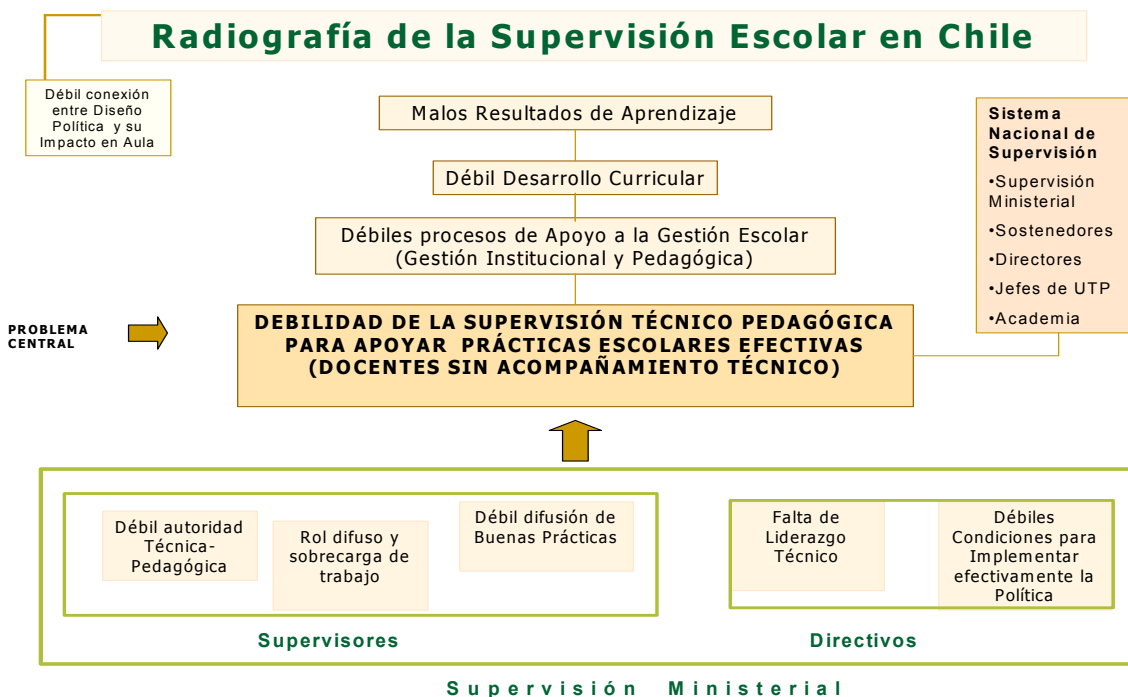 Radiografía de la Supervisión Escolar en Chile
Débil conexión
entre Diseño
Política y su
Impacto en Aula
Malos Resultados de Aprendizaje
Débil Desarrollo Curricular
Débiles procesos de Apoyo a la Gestión Escolar
(Gestión Institucional y Pedagógica)
Sistema
Nacional de
Supervisión
•Supervisión
Ministerial
•Sostenedores
•Directores
•Jefes de UTP
•Academia
PROBLEMA
CENTRAL
DEBILIDAD DE LA SUPERVISIÓN TÉCNICO PEDAGÓGICA
PARA APOYAR PRÁCTICAS ESCOLARES EFECTIVAS
(DOCENTES SIN ACOMPAÑAMIENTO TÉCNICO)
Débil autoridad
Técnica-
Pedagógica
Rol difuso y
sobrecarga de
trabajo
Débil difusión de
Buenas Prácticas
Falta de
Liderazgo
Técnico
Débiles
Condiciones para
Implementar
efectivamente la
Política
Supervisores
Directivos
Supervisión Ministerial